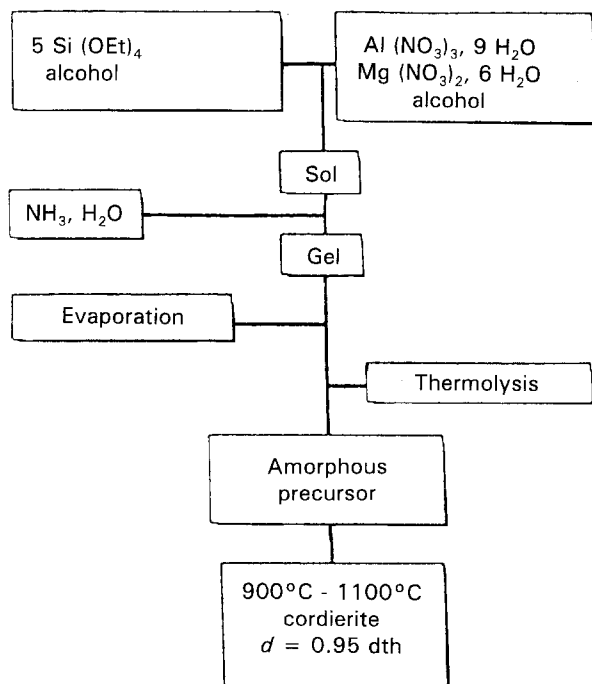 5 Si (OEt)₄
alcohol
Al (NO₃)₃, 9 H₂O
Mg (NO₃)₂, 6 H₂O
alcohol
Sol
NH₃, H₂O
Gel
Evaporation
Thermolysis
Amorphous
precursor
900°C - 1100°C
cordierite
d = 0.95 dth